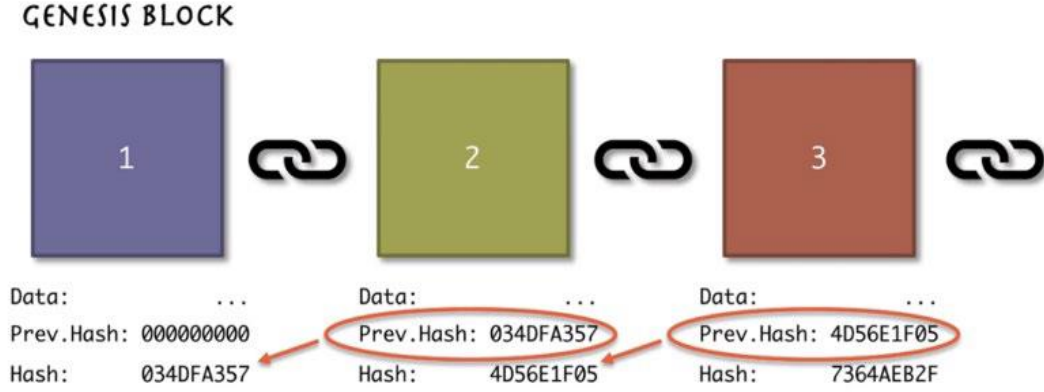 GENESIS BLOCK
1
2
3
Data: ...
Prev.Hash: 000000000
Hash: 034DFA357
Data: ...
Prev.Hash: 034DFA357
Hash: 4D56E1F05
Data: ...
Prev.Hash: 4D56E1F05
Hash: 7364AEB2F